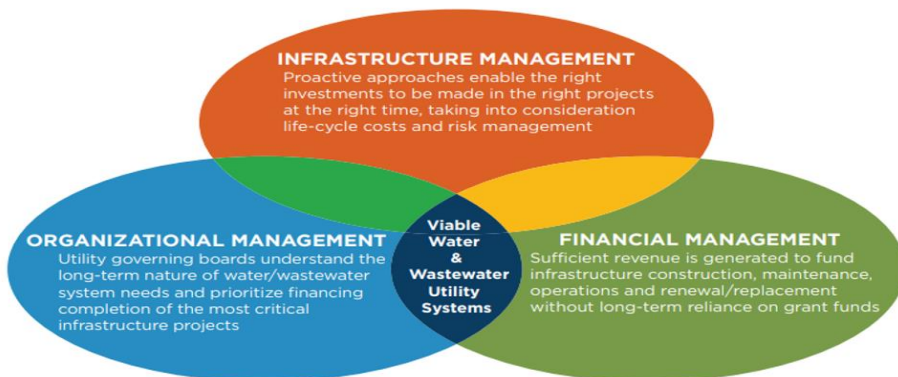 INFRASTRUCTURE MANAGEMENT
Proactive approaches enable the right
investments to be made in the right projects
at the right time, taking into consideration
life-cycle costs and risk management
ORGANIZATIONAL MANAGEMENT
Utility governing boards understand the
long-term nature of water/wastewater
system needs and prioritize financing
completion of the most critical
infrastructure projects
Viable
Water
&
Wastewater
Utility
Systems
FINANCIAL MANAGEMENT
Sufficient revenue is generated to fund
infrastructure construction, maintenance,
operations and renewal/replacement
without long-term reliance on grant funds